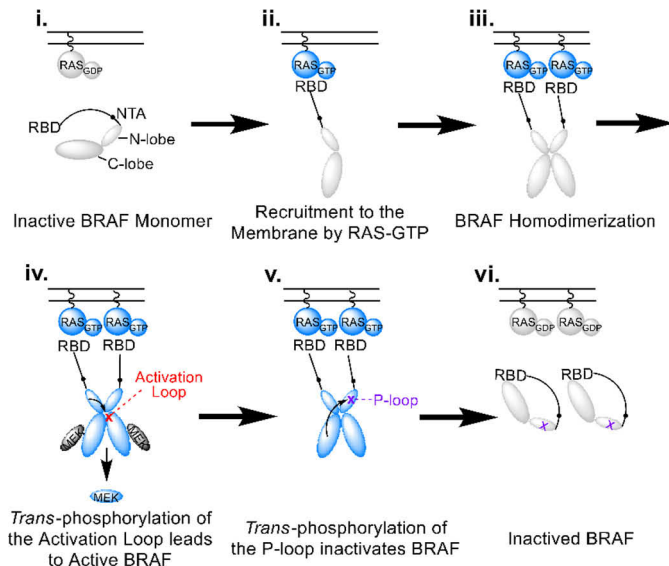 i.
RAS GDP
RBD
NTA
N-lobe
C-lobe
Inactive BRAF Monomer
ii.
RAS GTP
RBD
Recruitment to the
Membrane by RAS-GTP
iii.
RAS GTP RAS GTP
RBD RBD
BRAF Homodimerization
iv.
RAS GTP RAS GTP
RBD RBD
Activation
Loop
MEK MEK
MEK
Trans-phosphorylation of
the Activation Loop leads
to Active BRAF
v.
RAS GTP RAS GTP
RBD RBD
x
P-loop
Trans-phosphorylation of
the P-loop inactivates BRAF
vi.
RAS GDP RAS GDP
RBD RBD
x x
Inactived BRAF